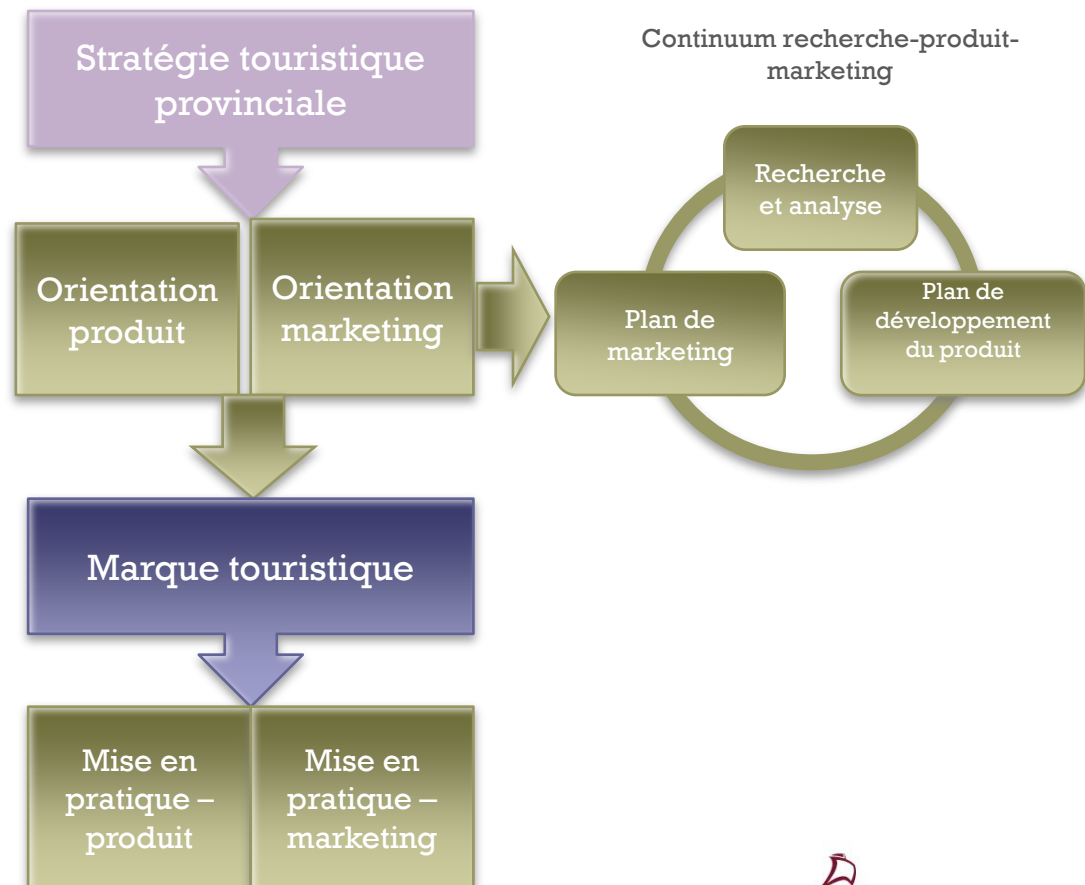 Stratégie touristique
provinciale
Orientation
produit
Orientation
marketing
Marque touristique
Mise en
pratique –
produit
Mise en
pratique –
marketing
Continuum recherche-produit-
marketing
Recherche
et analyse
Plan de
développement
du produit
Plan de
marketing